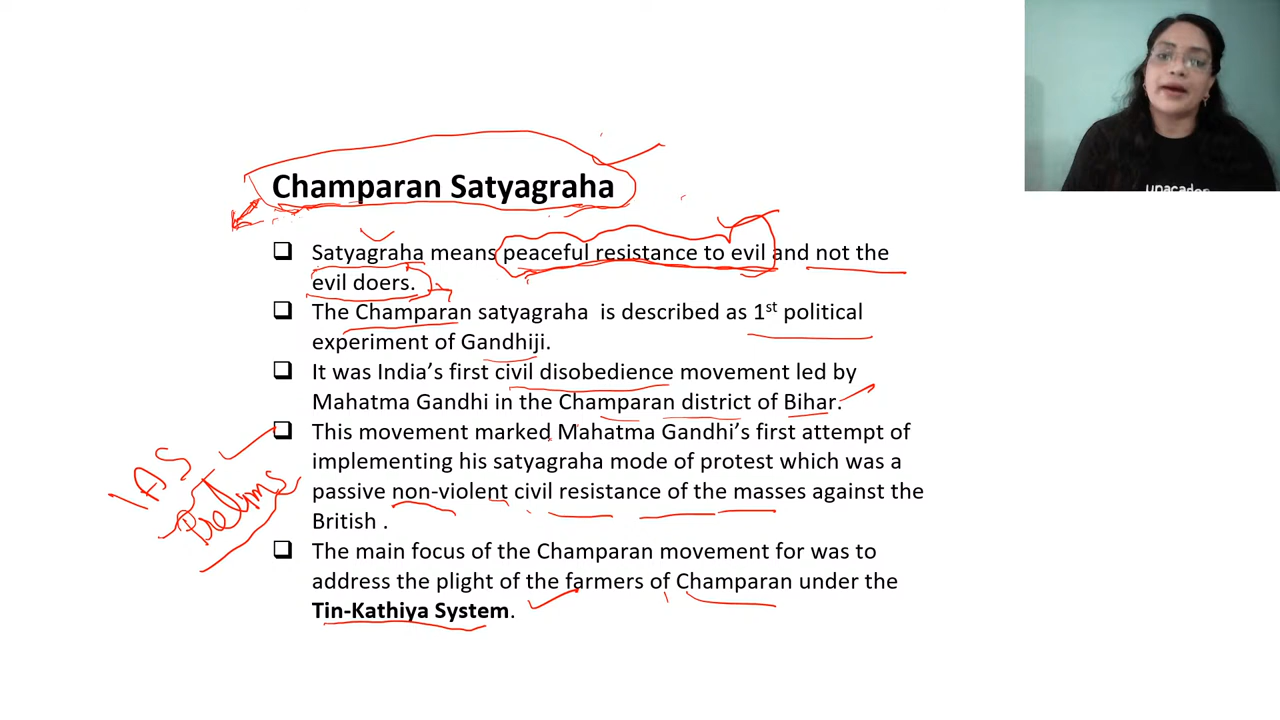 Champaran Satyagraha
Satyagraha means peaceful resistance to evil and not the
evil doers.
The Champaran satyagraha is described as 1st political
experiment of Gandhiji.
It was India's first civil disobedience movement led by
Mahatma Gandhi in the Champaran district of Bihar.
This movement marked Mahatma Gandhi's first attempt of
implementing his satyagraha mode of protest which was a
passive non-violent civil resistance of the masses against the
British .
The main focus of the Champaran movement for was to
address the plight of the farmers of Champaran under the
Tin-Kathiya System.
IAS
Prelims